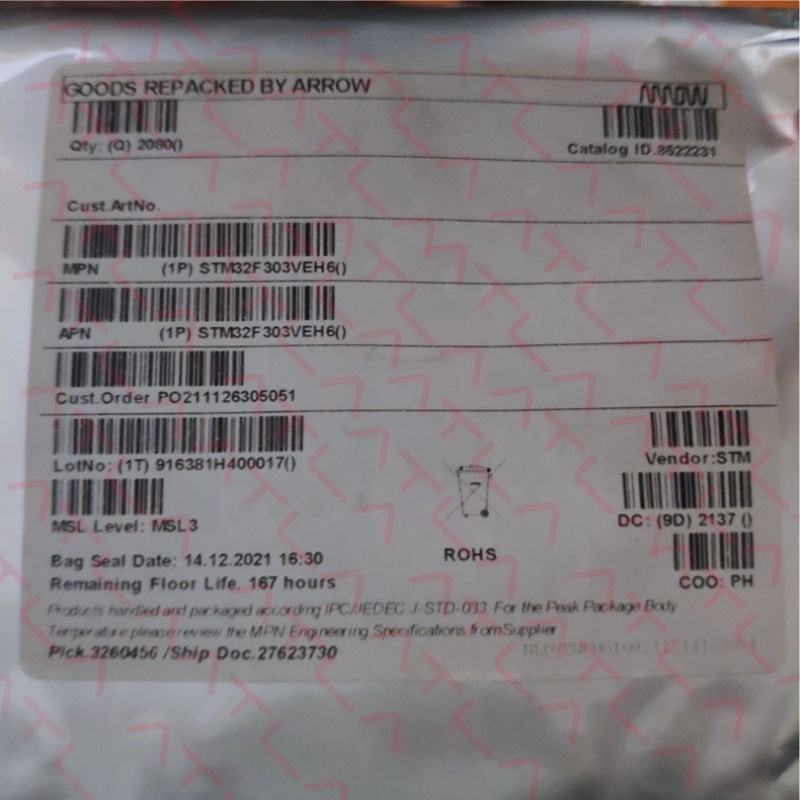 GOODS REPACKED BY ARROW
ARROW
Qty: (Q) 2080()
Catalog ID.8522231
Cust.ArtNo.
MPN (1P) STM32F303VEH6()
APN (1P) STM32F303VEH6()
Cust.Order PO211126305051
LotNo: (1T) 916381H400017()
Vendor:STM
MSL Level: MSL3
DC: (9D) 2137 ()
Bag Seal Date: 14.12.2021 16:30
ROHS
Remaining Floor Life. 167 hours
COO: PH
Products handled and packaged according IPC/JEDEC J-STD-033 For the Peak Package Body
Temperature please review the MPN Engineering Specifications from Supplier
Pick.3260456 /Ship Doc.27623730